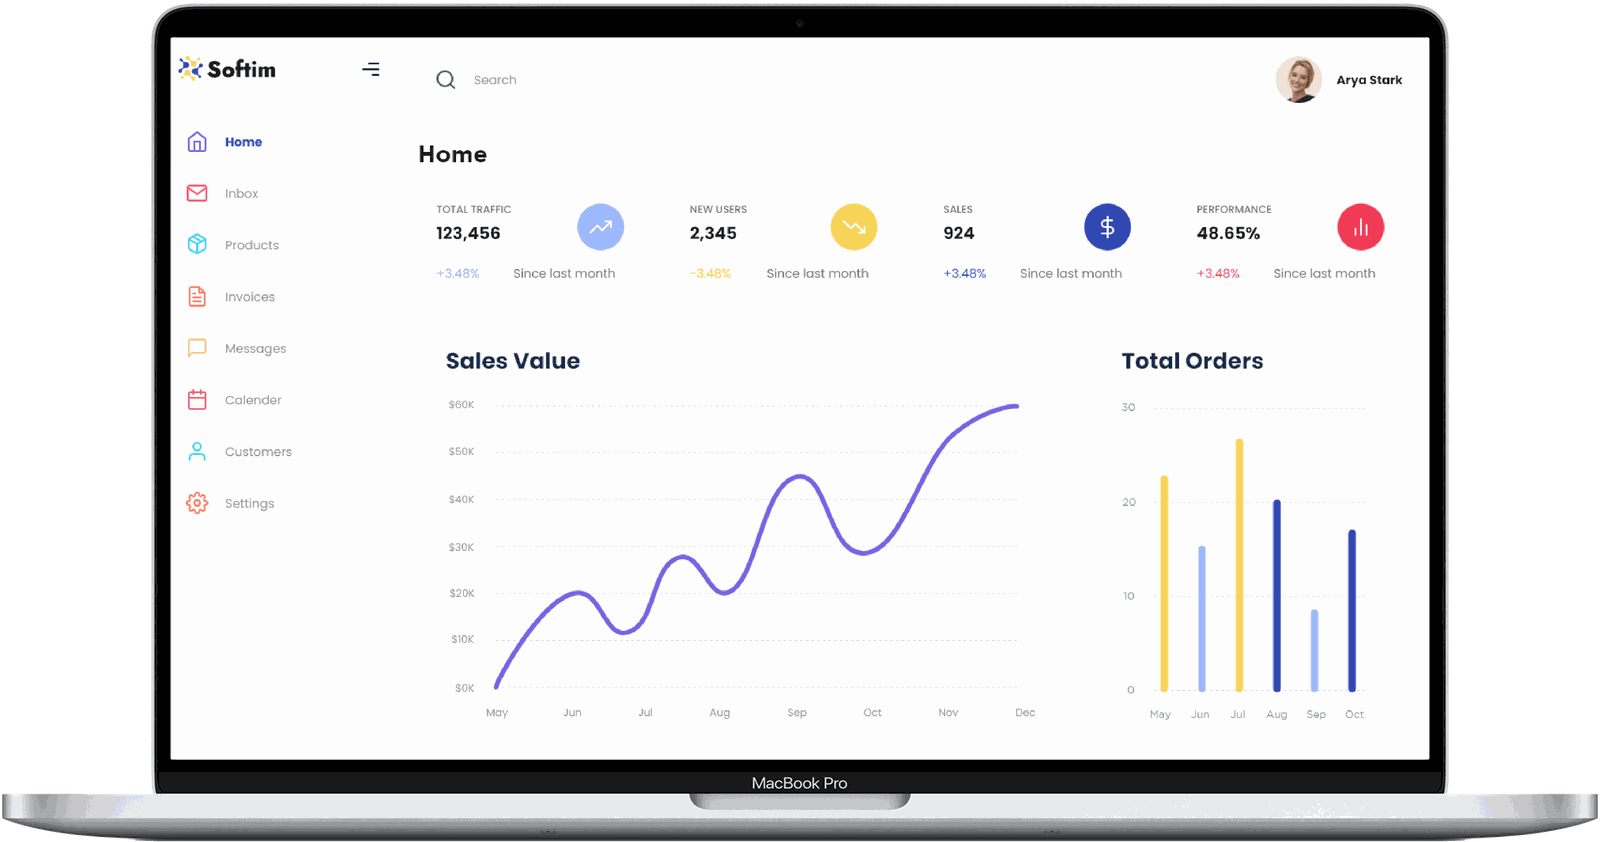 Softim
Search
Arya Stark
Home
Inbox
Products
Invoices
Messages
Calender
Customers
Settings
Home
TOTAL TRAFFIC
123,456
+3.48% Since last month
NEW USERS
2,345
-3.48% Since last month
SALES
924
+3.48% Since last month
PERFORMANCE
48.65%
+3.48% Since last month
Sales Value
$60K
$50K
$40K
$30K
$20K
$10K
$0K
May Jun Jul Aug Sep Oct Nov Dec
Total Orders
30
20
10
0
May Jun Jul Aug Sep Oct
MacBook Pro